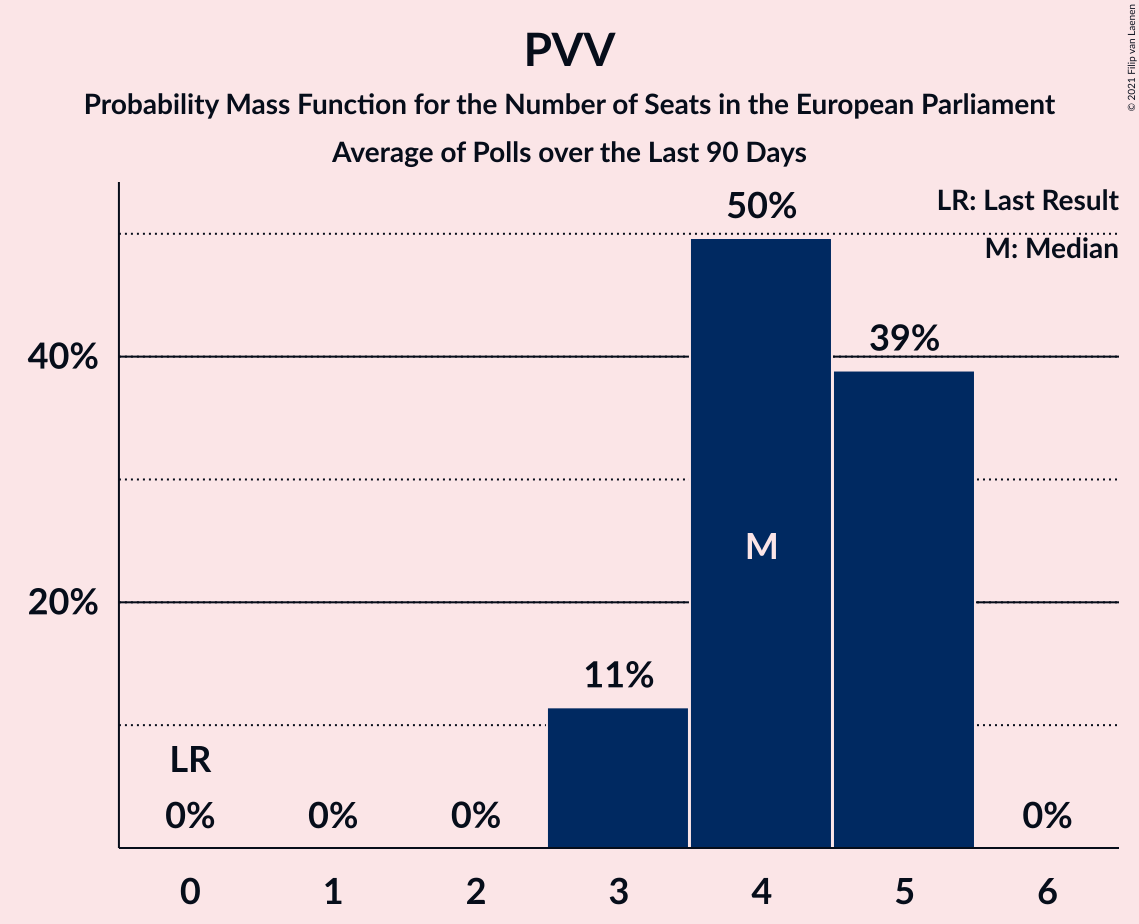 PVV
Probability Mass Function for the Number of Seats in the European Parliament
Average of Polls over the Last 90 Days
© 2021 Filip van Laenen
LR: Last Result
M: Median
50%
39%
40%
M
20%
11%
LR
0%
0%
0%
0%
0
1
2
3
4
5
6